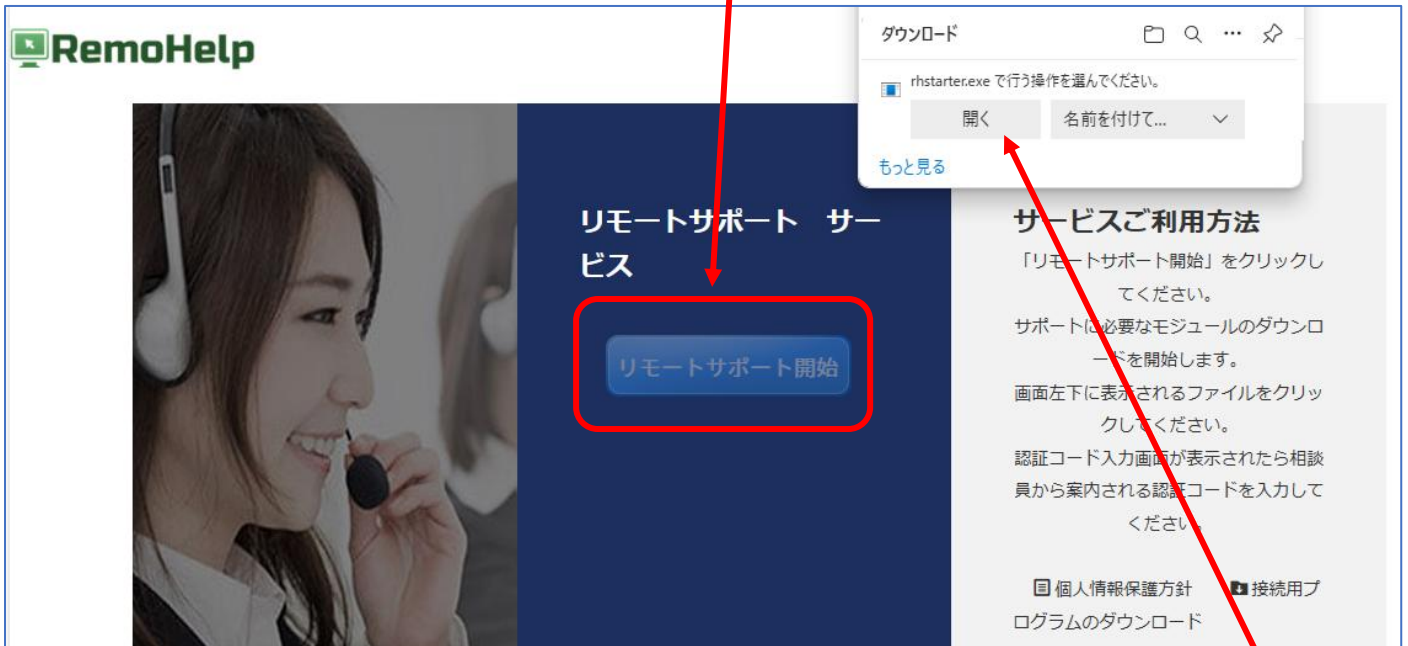 RemoHelp
ダウンロード
rhstarter.exe で行う操作を選んでください。
開く
名前を付けて...
もっと見る
リモートサポート　サー
ビス
リモートサポート開始
サービスご利用方法
「リモートサポート開始」をクリックし
てください。
サポートに必要なモジュールのダウンロ
ードを開始します。
画面左下に表示されるファイルをクリッ
クしてください。
認証コード入力画面が表示されたら相談
員から案内される認証コードを入力して
ください。
個人情報保護方針　接続用プ
ログラムのダウンロード